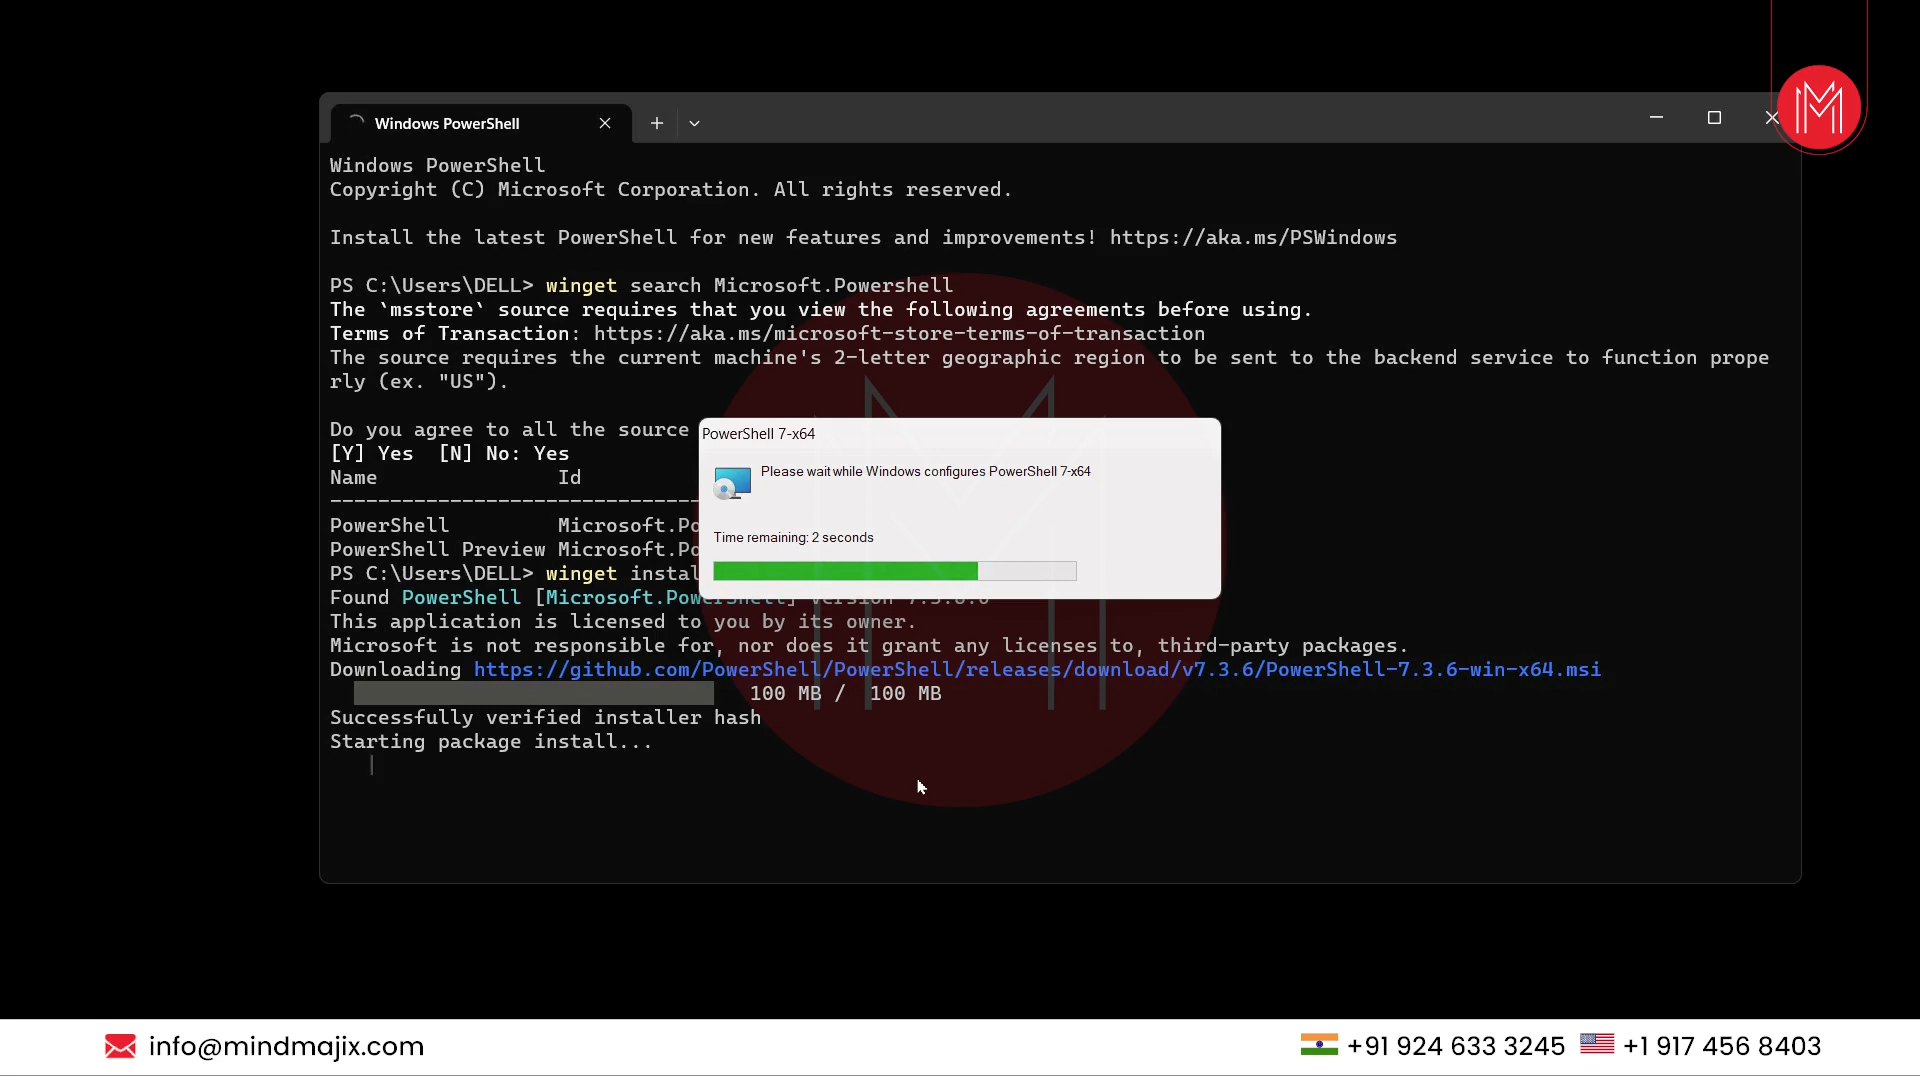 Windows PowerShell
Windows PowerShell
Copyright (C) Microsoft Corporation. All rights reserved.
Install the latest PowerShell for new features and improvements! https://aka.ms/PSWindows
PS C:\Users\DELL> winget search Microsoft.Powershell
The `msstore` source requires that you view the following agreements before using.
Terms of Transaction: https://aka.ms/microsoft-store-terms-of-transaction
The source requires the current machine's 2-letter geographic region to be sent to the backend service to function prope
rly (ex. "US").
Do you agree to all the source
[Y] Yes [N] No: Yes
Name Id
PowerShell Microsoft.Po
PowerShell Preview Microsoft.Po
PS C:\Users\DELL> winget instal
PowerShell 7-x64
Please wait while Windows configures PowerShell 7-x64
Time remaining: 2 seconds
Found PowerShell [Microsoft.PowerShell] Version 7.3.6.0
This application is licensed to you by its owner.
Microsoft is not responsible for, nor does it grant any licenses to, third-party packages.
Downloading https://github.com/PowerShell/PowerShell/releases/download/v7.3.6/PowerShell-7.3.6-win-x64.msi
100 MB / 100 MB
Successfully verified installer hash
Starting package install...
info@mindmajix.com
+91 924 633 3245
+1 917 456 8403